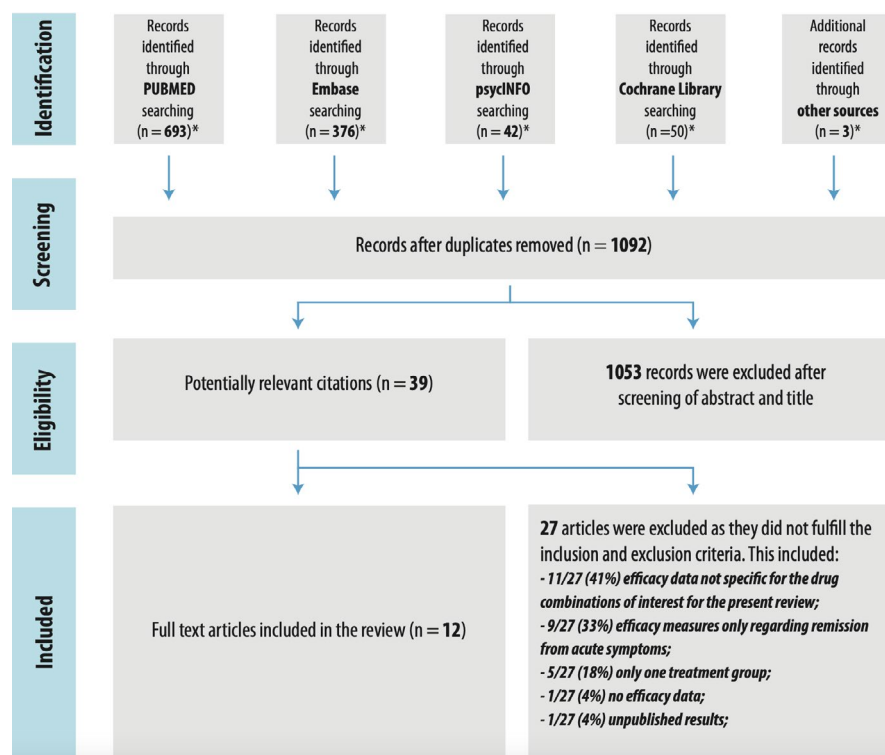 Identification
Records
identified
through
PUBMED
searching
(n = 693)*
Records
identified
through
Embase
searching
(n = 376)*
Records
identified
through
psycINFO
searching
(n = 42)*
Records
identified
through
Cochrane Library
searching
(n =50)*
Additional
records
identified
through
other sources
(n = 3)*
Screening
Records after duplicates removed (n = 1092)
Eligibility
Potentially relevant citations (n = 39)
1053 records were excluded after
screening of abstract and title
Included
Full text articles included in the review (n = 12)
27 articles were excluded as they did not fulfill the
inclusion and exclusion criteria. This included:
- 11/27 (41%) efficacy data not specific for the drug
combinations of interest for the present review;
- 9/27 (33%) efficacy measures only regarding remission
from acute symptoms;
- 5/27 (18%) only one treatment group;
- 1/27 (4%) no efficacy data;
- 1/27 (4%) unpublished results;